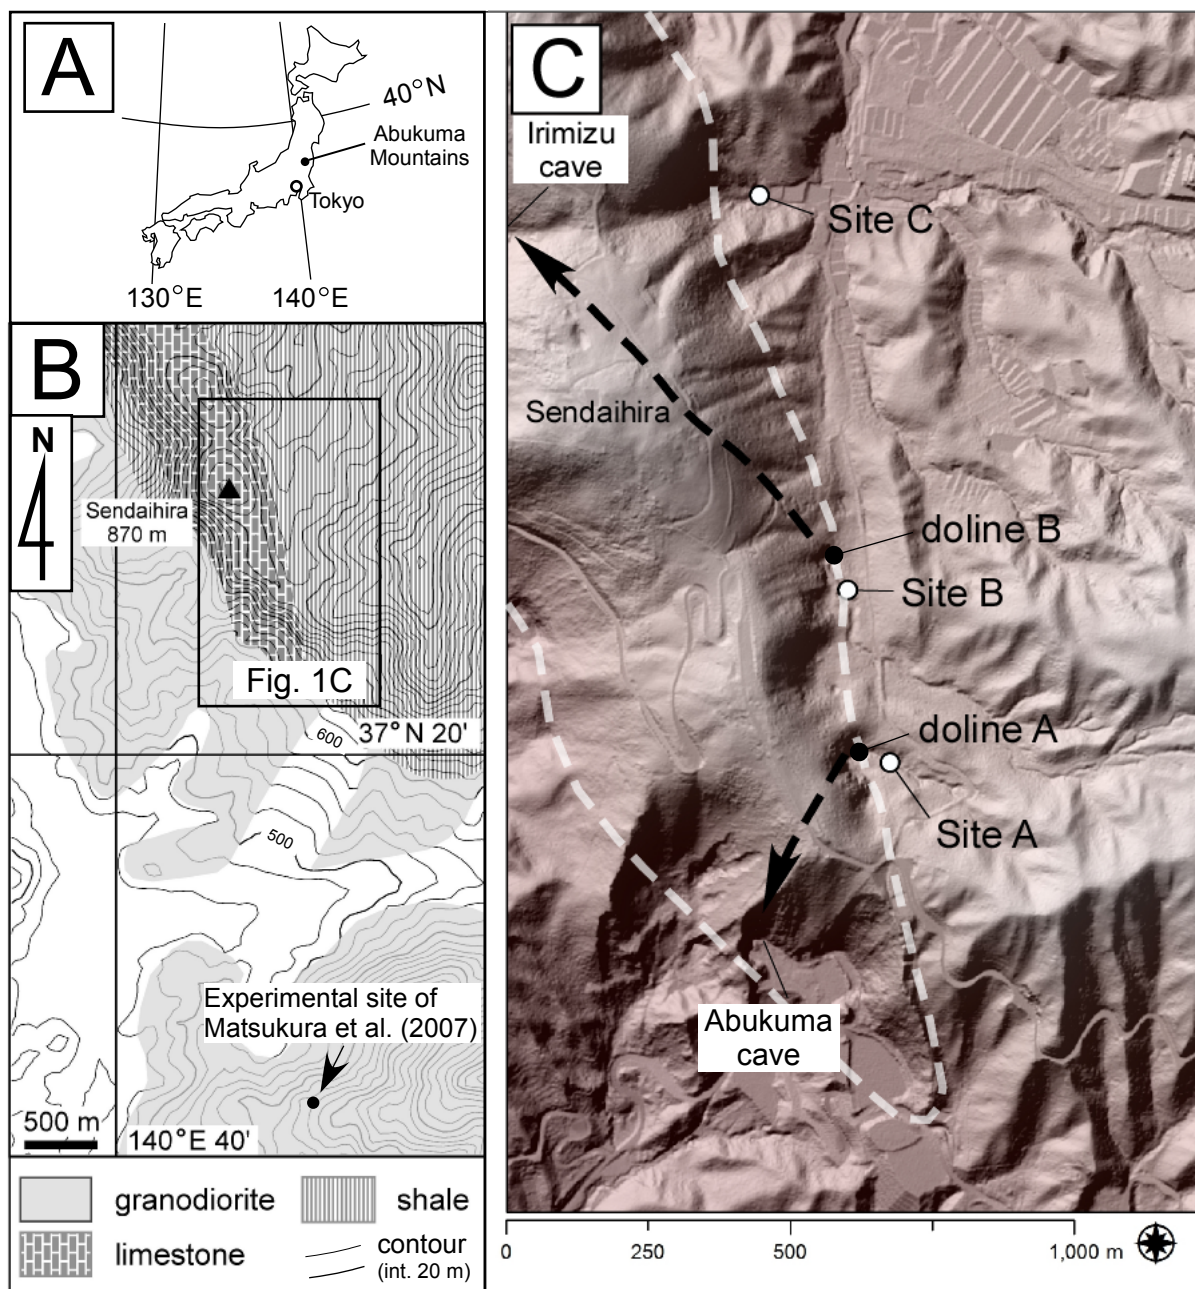 A
40°N
Abukuma
Mountains
Tokyo
130°E
140°E
B
N
Sendaihira
870 m
Fig. 1C
37° N 20'
600
500
Experimental site of
Matsukura et al. (2007)
500 m
140°E 40'
granodiorite
shale
limestone
contour
(int. 20 m)
C
Irimizu
cave
Site C
Sendaihira
doline B
Site B
doline A
Site A
Abukuma
cave
0
250
500
1,000 m